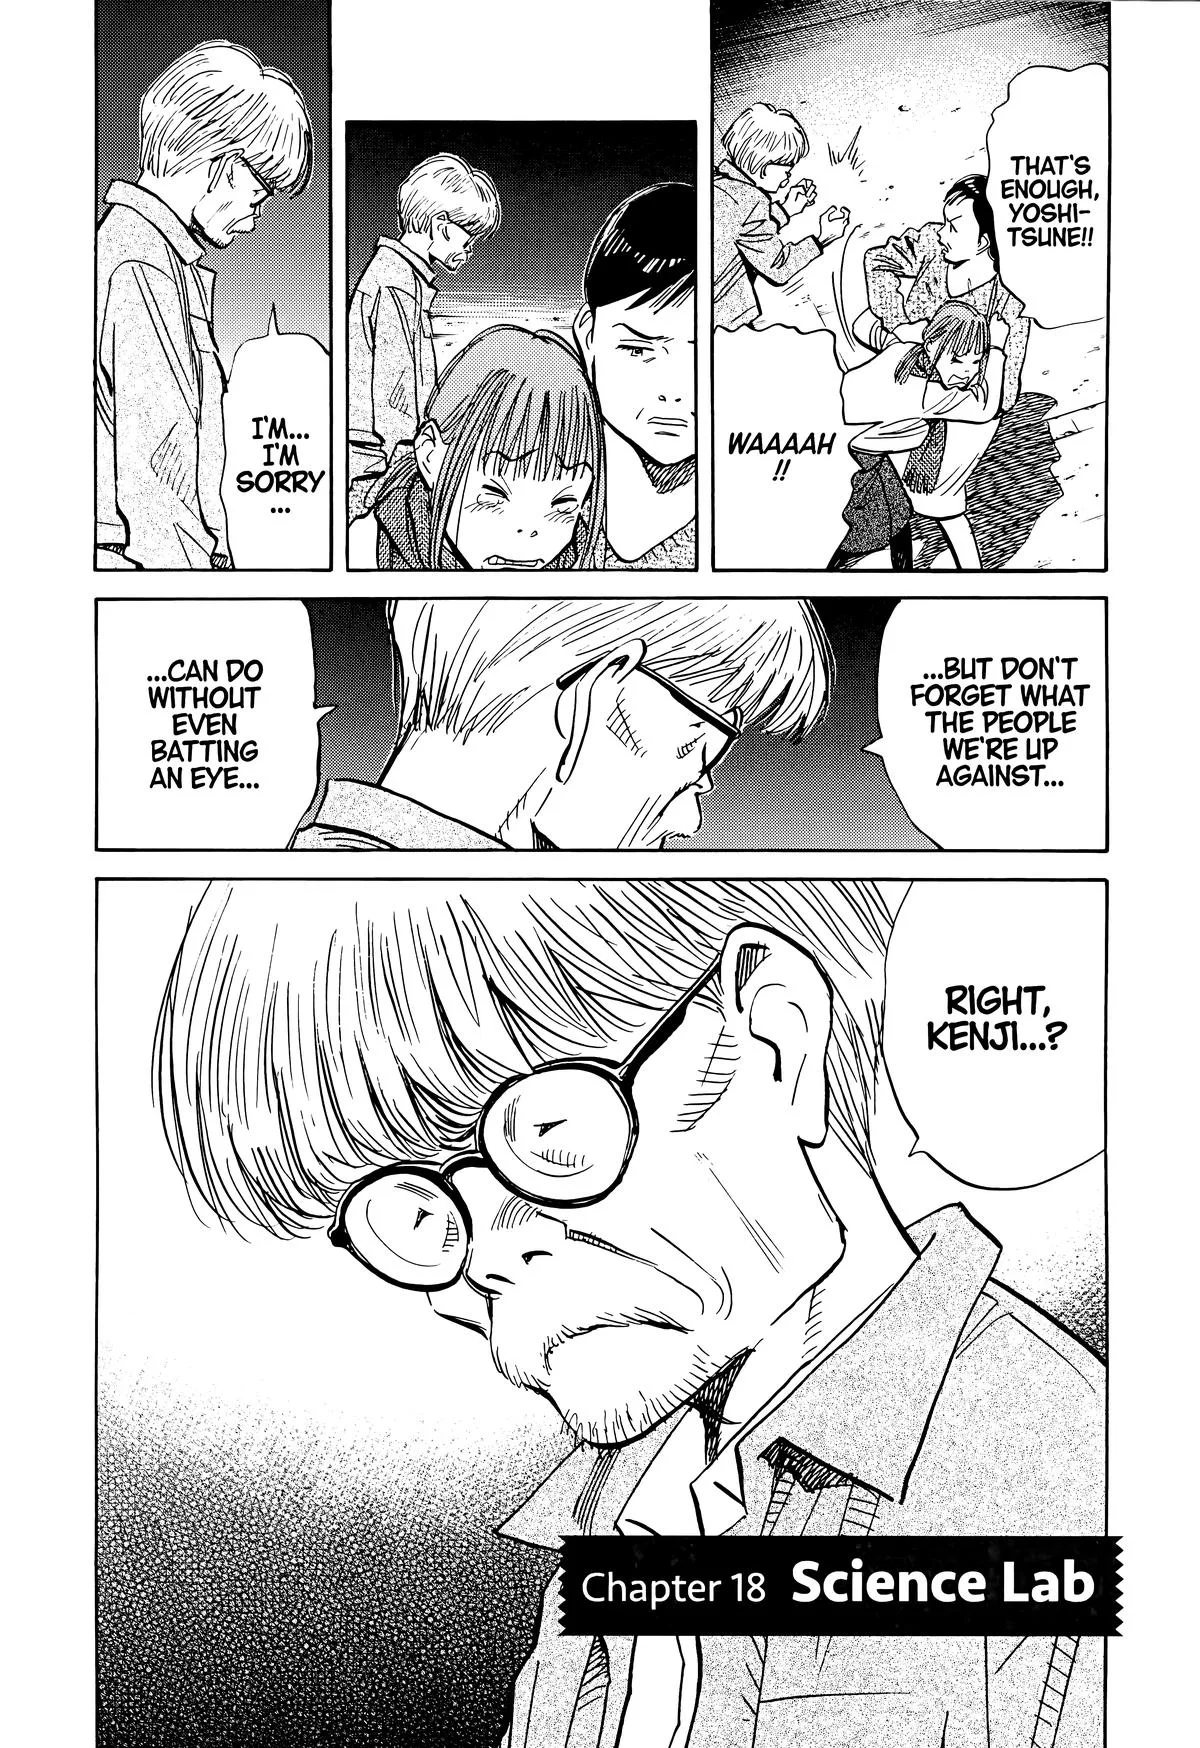 THAT'S
ENOUGH,
YOSHI-
TSUNE!!
WAAAAH
!!
I'M...
I'M
SORRY
...
...BUT DON'T
FORGET WHAT
THE PEOPLE
WE'RE UP
AGAINST...
...CAN DO
WITHOUT
EVEN
BATTING
AN EYE...
RIGHT,
KENJI...?
Chapter 18 Science Lab